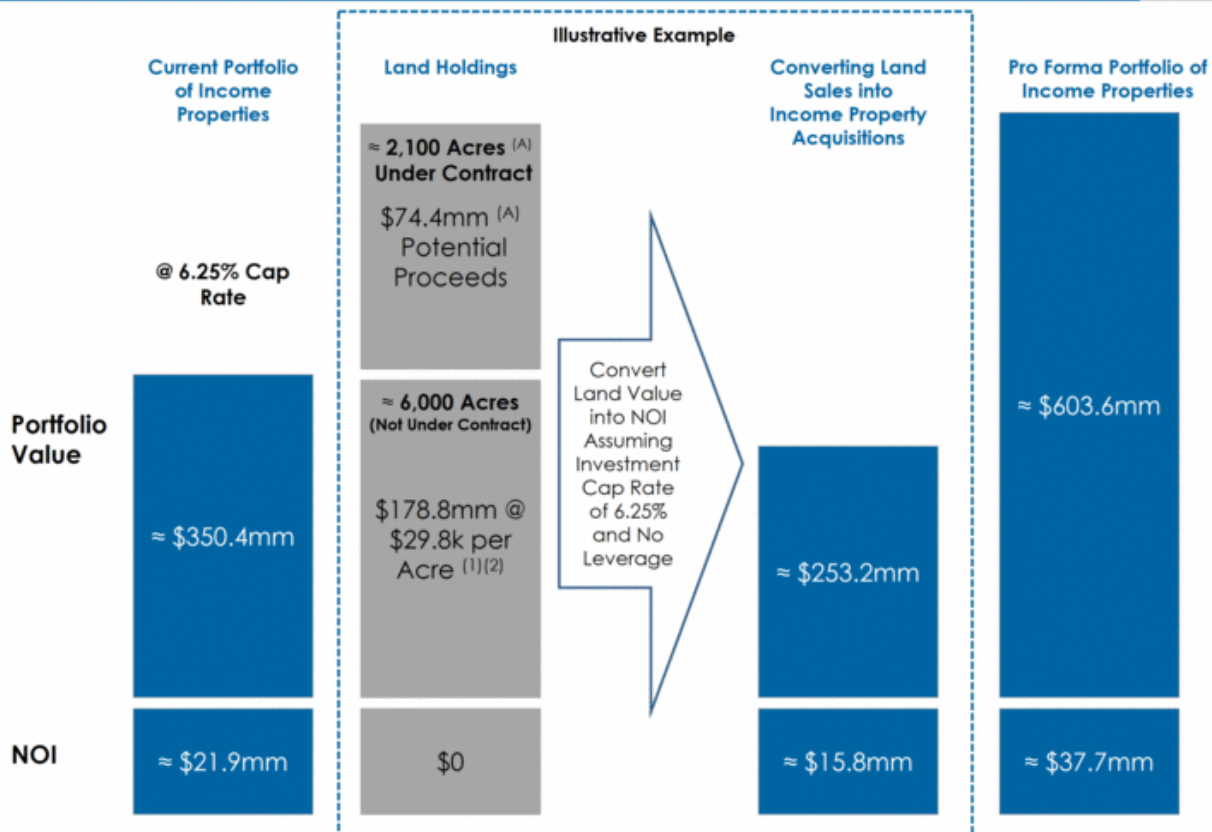 Illustrative Example
Current Portfolio
of Income
Properties
Land Holdings
Converting Land
Sales into
Income Property
Acquisitions
Pro Forma Portfolio of
Income Properties
@ 6.25% Cap
Rate
≈ 2,100 Acres (A)
Under Contract
$74.4mm (A)
Potential
Proceeds
Portfolio
Value
≈ $350.4mm
≈ 6,000 Acres
(Not Under Contract)
$178.8mm @
$29.8k per
Acre (1)(2)
Convert
Land Value
into NOI
Assuming
Investment
Cap Rate
of 6.25%
and No
Leverage
≈ $253.2mm
≈ $603.6mm
NOI
≈ $21.9mm
$0
≈ $15.8mm
≈ $37.7mm